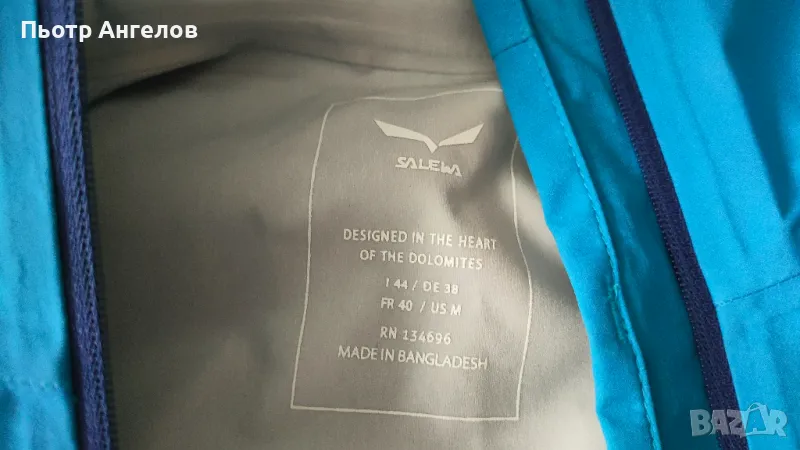 Пьотр Ангелов
SALEWA
DESIGNED IN THE HEART
OF THE DOLOMITES
I 44 / DE 38
FR 40 / US M
RN 134696
MADE IN BANGLADESH
BAZAR